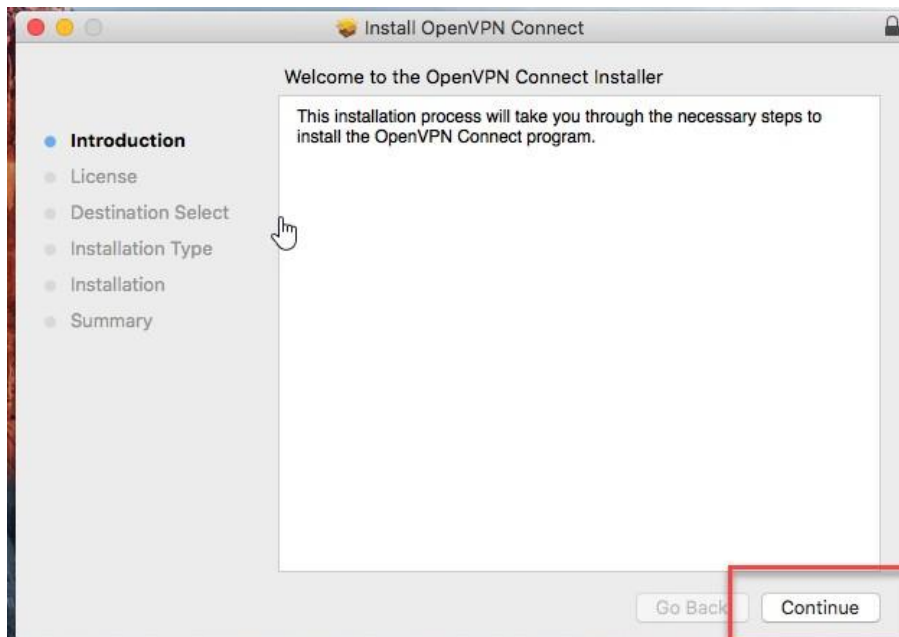 Install OpenVPN Connect
Welcome to the OpenVPN Connect Installer
Introduction
License
Destination Select
Installation Type
Installation
Summary
This installation process will take you through the necessary steps to
install the OpenVPN Connect program.
Go Back
Continue